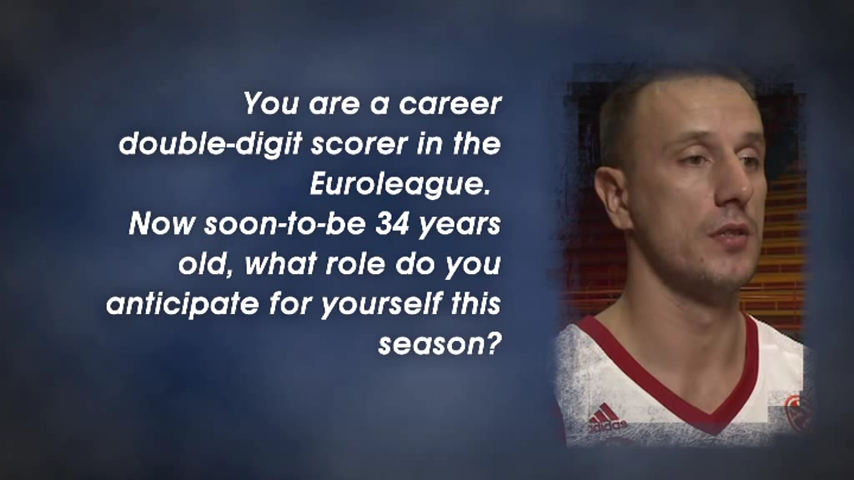 You are a career
double-digit scorer in the
Euroleague.
Now soon-to-be 34 years
old, what role do you
anticipate for yourself this
season?
adidas